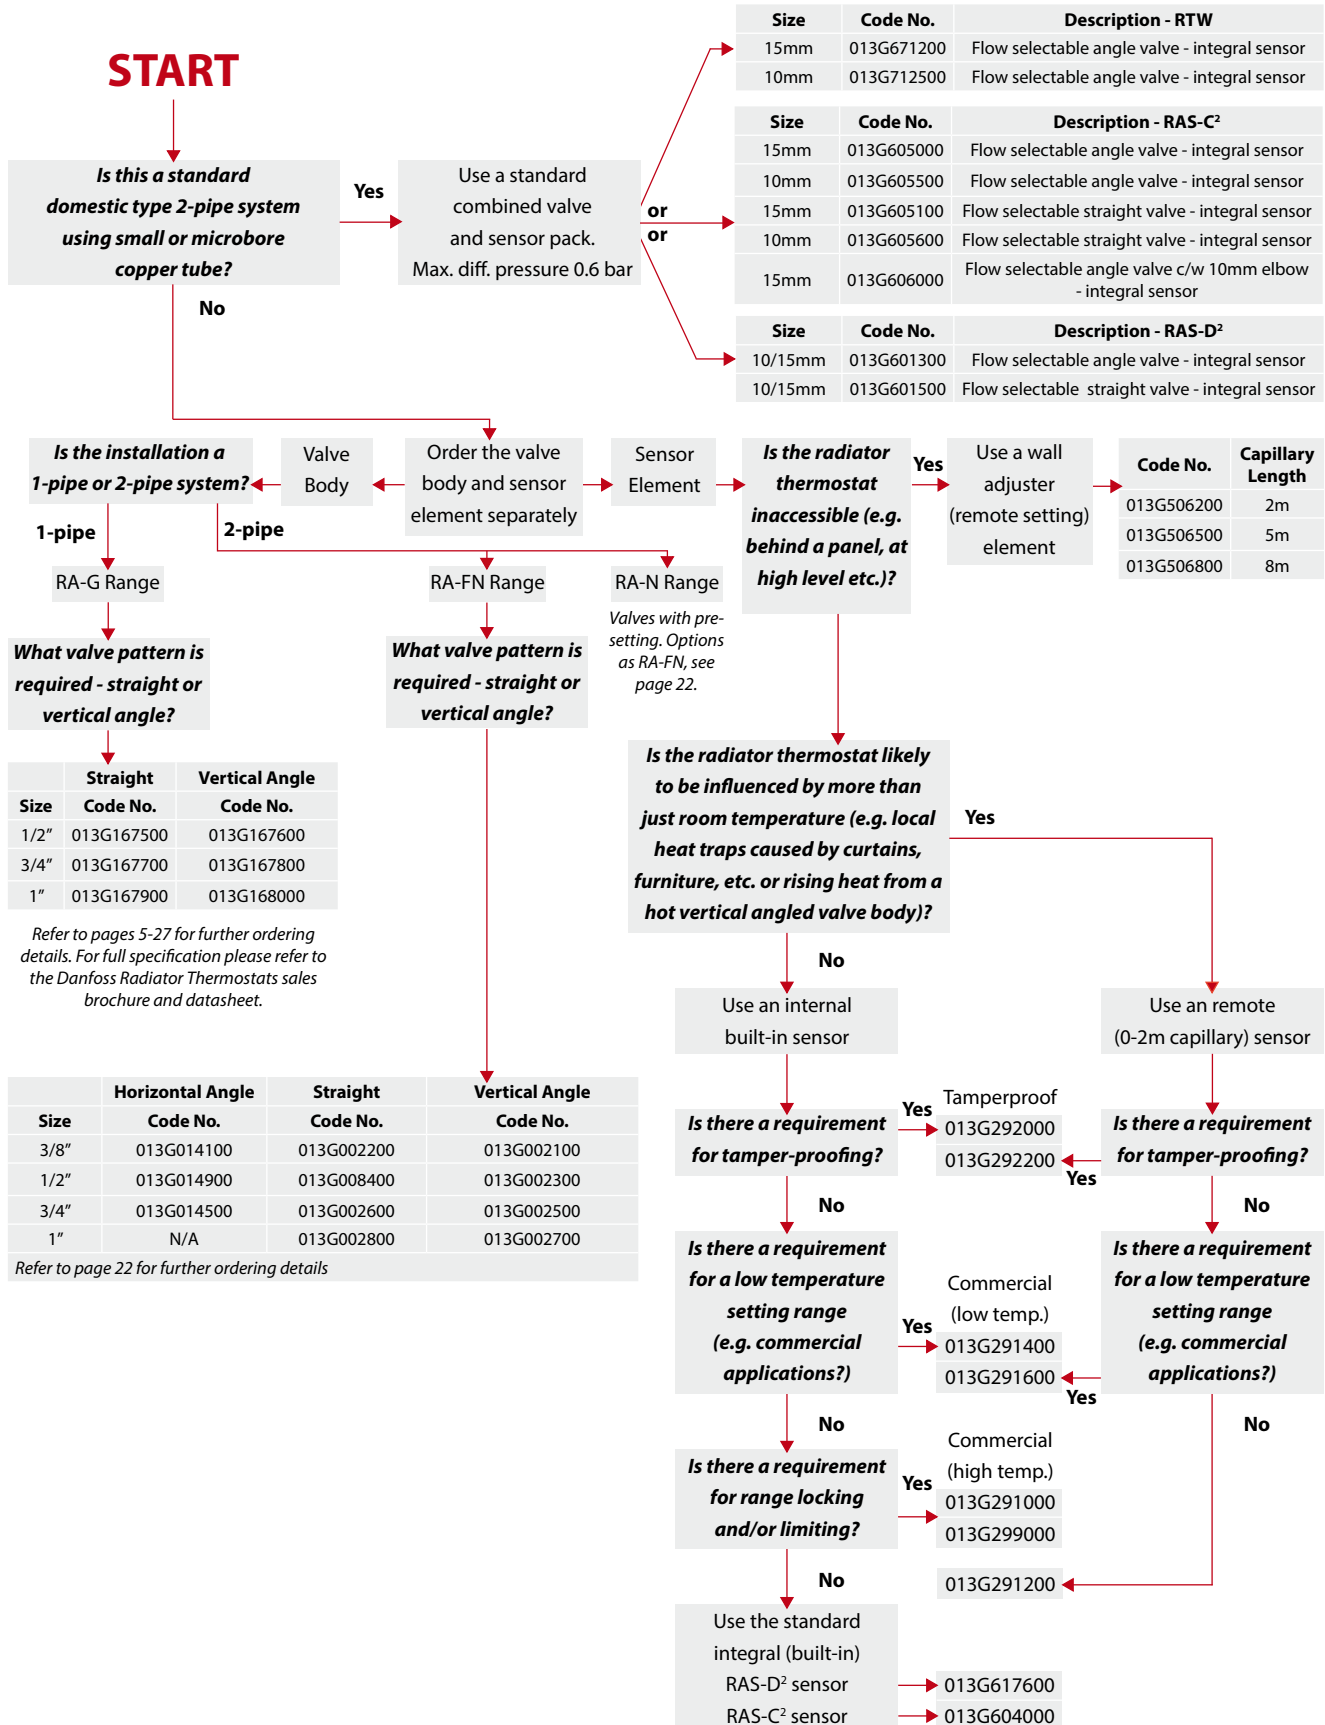 START
Is this a standard
domestic type 2-pipe system
using small or microbore
copper tube?
Yes
Use a standard
combined valve
and sensor pack.
Max. diff. pressure 0.6 bar
or
or
Size Code No. Description - RTW
15mm 013G671200 Flow selectable angle valve - integral sensor
10mm 013G712500 Flow selectable angle valve - integral sensor
Size Code No. Description - RAS-C²
15mm 013G605000 Flow selectable angle valve - integral sensor
10mm 013G605500 Flow selectable angle valve - integral sensor
15mm 013G605100 Flow selectable straight valve - integral sensor
10mm 013G605600 Flow selectable straight valve - integral sensor
15mm 013G606000 Flow selectable angle valve c/w 10mm elbow
- integral sensor
Size Code No. Description - RAS-D²
10/15mm 013G601300 Flow selectable angle valve - integral sensor
10/15mm 013G601500 Flow selectable straight valve - integral sensor
No
Is the installation a
1-pipe or 2-pipe system?
Valve
Body
Order the valve
body and sensor
element separately
Sensor
Element
Is the radiator
thermostat
inaccessible (e.g.
behind a panel, at
high level etc.)?
Yes
Use a wall
adjuster
(remote setting)
element
Code No. Capillary
Length
013G506200 2m
013G506500 5m
013G506800 8m
1-pipe
2-pipe
RA-G Range
RA-FN Range
RA-N Range
Valves with pre-
setting. Options
as RA-FN, see
page 22.
What valve pattern is
required - straight or
vertical angle?
What valve pattern is
required - straight or
vertical angle?
Straight Vertical Angle
Size Code No. Code No.
1/2” 013G167500 013G167600
3/4” 013G167700 013G167800
1” 013G167900 013G168000
Refer to pages 5-27 for further ordering
details. For full specification please refer to
the Danfoss Radiator Thermostats sales
brochure and datasheet.
Is the radiator thermostat likely
to be influenced by more than
just room temperature (e.g. local
heat traps caused by curtains,
furniture, etc. or rising heat from a
hot vertical angled valve body)?
Yes
No
Use an internal
built-in sensor
Use an remote
(0-2m capillary) sensor
Horizontal Angle Straight Vertical Angle
Size Code No. Code No. Code No.
3/8” 013G014100 013G002200 013G002100
1/2” 013G014900 013G008400 013G002300
3/4” 013G014500 013G002600 013G002500
1” N/A 013G002800 013G002700
Refer to page 22 for further ordering details
Is there a requirement
for tamper-proofing?
Yes
Tamperproof
013G292000
013G292200
Yes
Is there a requirement
for tamper-proofing?
No
No
Is there a requirement
for a low temperature
setting range
(e.g. commercial
applications?)
Yes
Commercial
(low temp.)
013G291400
013G291600
Yes
Is there a requirement
for a low temperature
setting range
(e.g. commercial
applications?)
No
No
Is there a requirement
for range locking
and/or limiting?
Yes
Commercial
(high temp.)
013G291000
013G299000
No
013G291200
Use the standard
integral (built-in)
RAS-D² sensor
013G617600
RAS-C² sensor
013G604000